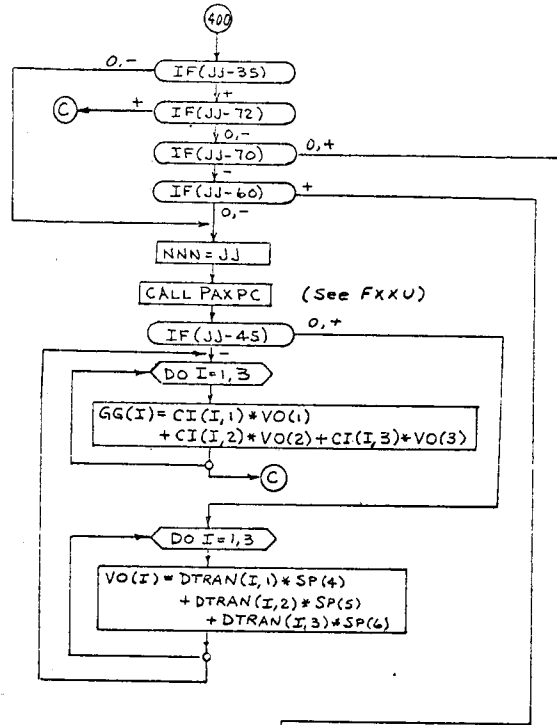 400
0,-
IF(JJ-35)
+
C
+
IF(JJ-72)
0,-
IF(JJ-70)
0,+
-
IF(JJ-60)
+
0,-
NNN=JJ
CALL PAXPC (See FXXU)
IF(JJ-45)
0,+
-
DO I=1,3
GG(I)=CI(I,1)*VO(1)
+CI(I,2)*VO(2)+CI(I,3)*VO(3)
C
DO I=1,3
VO(I)=DTRAN(I,1)*SP(4)
+DTRAN(I,2)*SP(5)
+DTRAN(I,3)*SP(6)